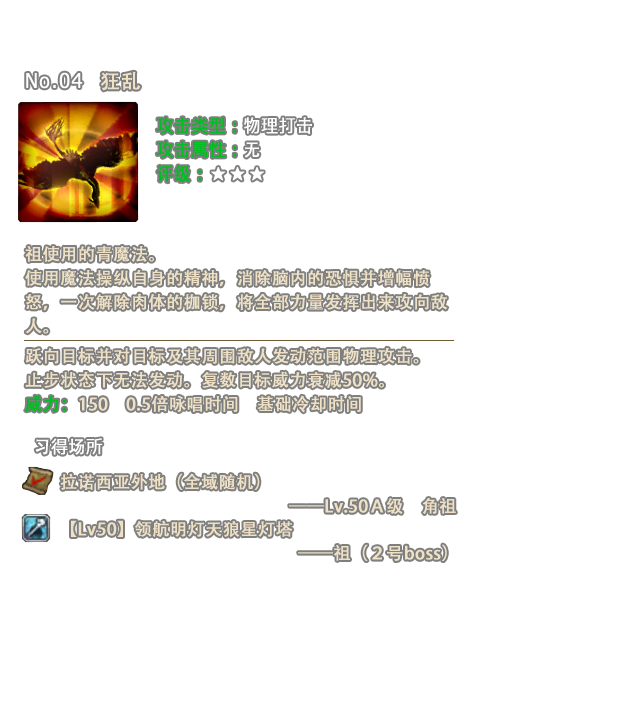 No.04 狂乱
攻击类型：物理打击
攻击属性：无
评级：★★★
祖使用的青魔法。
使用魔法操纵自身的精神，消除脑内的恐惧并增幅愤
怒，一次解除肉体的枷锁，将全部力量发挥出来攻向敌
人。
跃向目标并对目标及其周围敌人发动范围物理攻击。
止步状态下无法发动。复数目标威力衰减50%。
威力：150 0.5倍咏唱时间 基础冷却时间
习得场所
拉诺西亚外地（全域随机）
——Lv.50A级 角祖
【Lv50】领航明灯天狼星灯塔
——祖（２号boss）